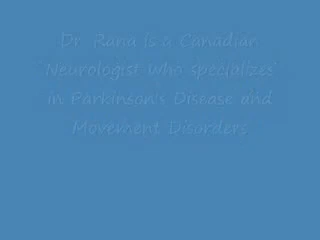 Dr. Rana is a Canadian
Neurologist who specializes
in Parkinson's Disease and
Movement Disorders